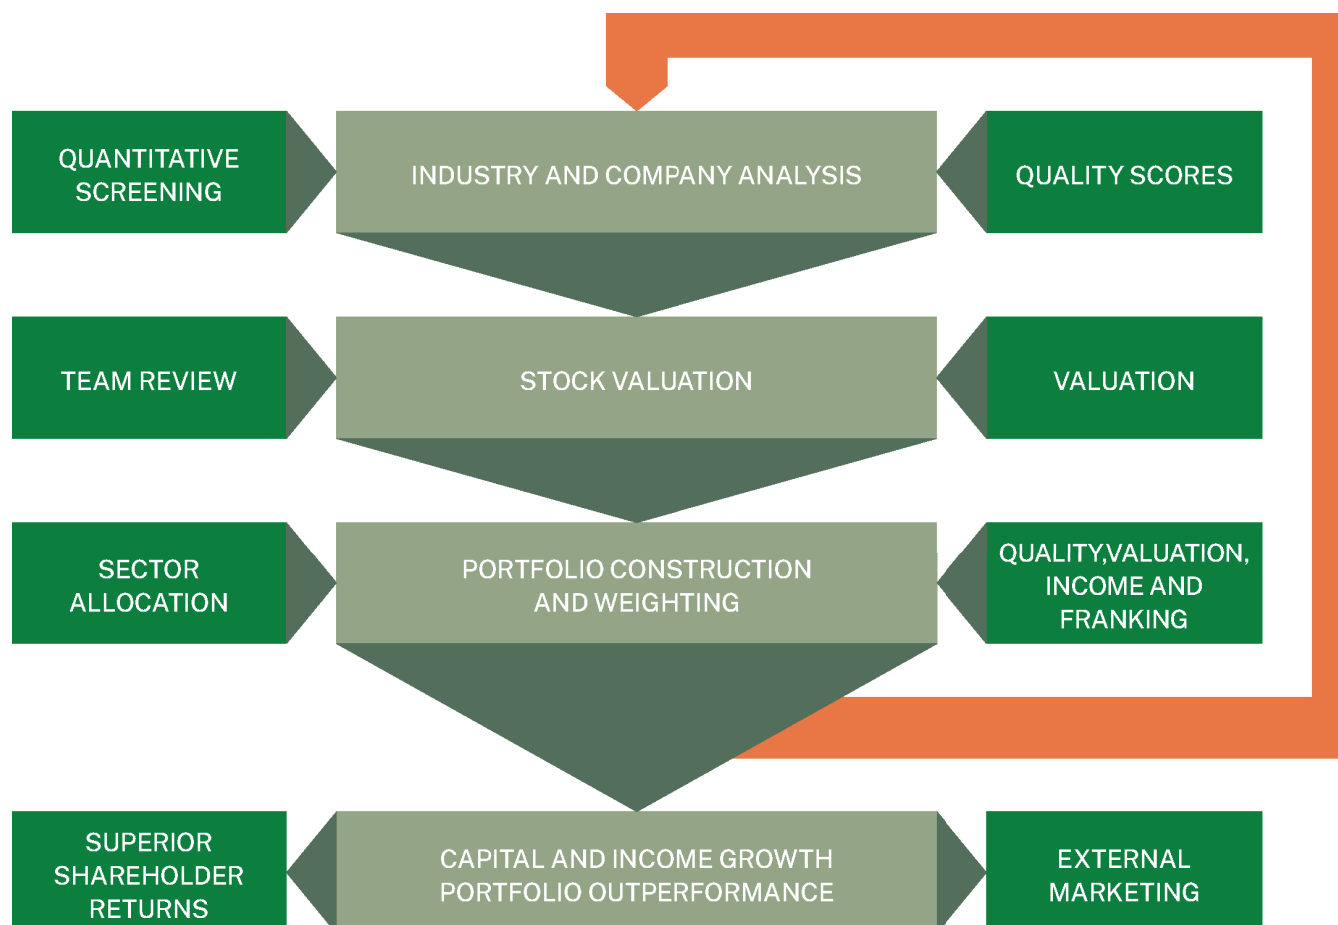 QUANTITATIVE
SCREENING
INDUSTRY AND COMPANY ANALYSIS
QUALITY SCORES
TEAM REVIEW
STOCK VALUATION
VALUATION
SECTOR
ALLOCATION
PORTFOLIO CONSTRUCTION
AND WEIGHTING
QUALITY,VALUATION,
INCOME AND
FRANKING
SUPERIOR
SHAREHOLDER
RETURNS
CAPITAL AND INCOME GROWTH
PORTFOLIO OUTPERFORMANCE
EXTERNAL
MARKETING